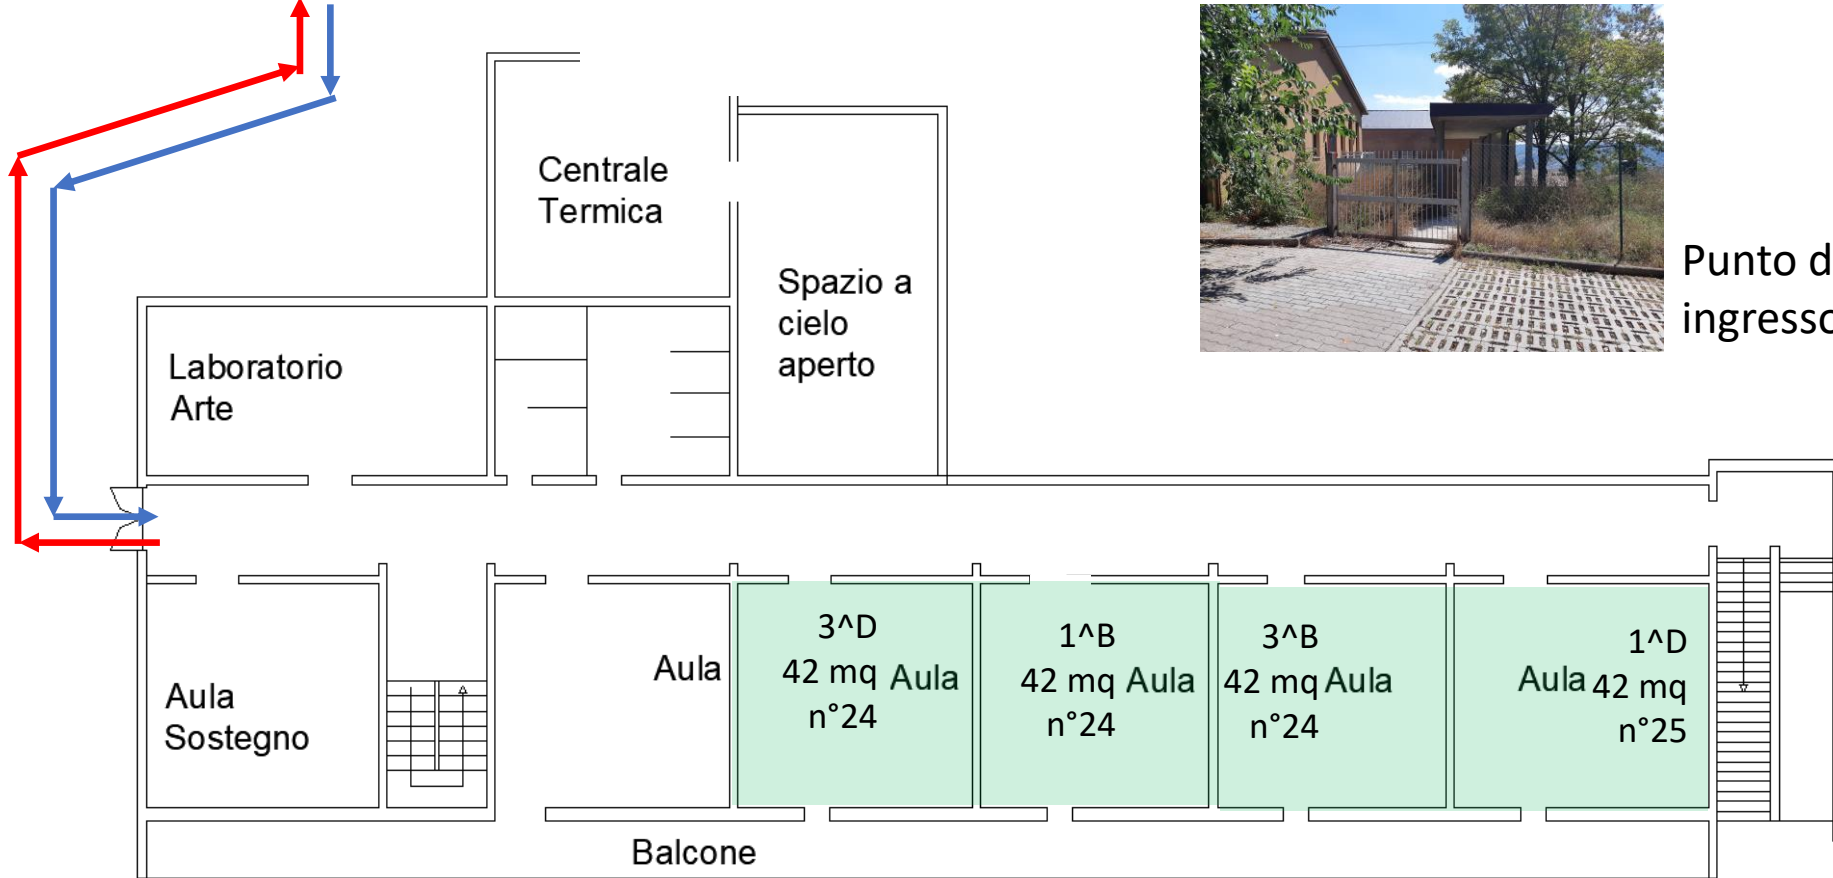 Centrale
Termica
Spazio a
cielo
aperto
Punto d
ingresso
Laboratorio
Arte
Aula
Sostegno
Aula
3^D
42 mq Aula
n°24
1^B
42 mq Aula
n°24
3^B
42 mq Aula
n°24
1^D
Aula 42 mq
n°25
Balcone